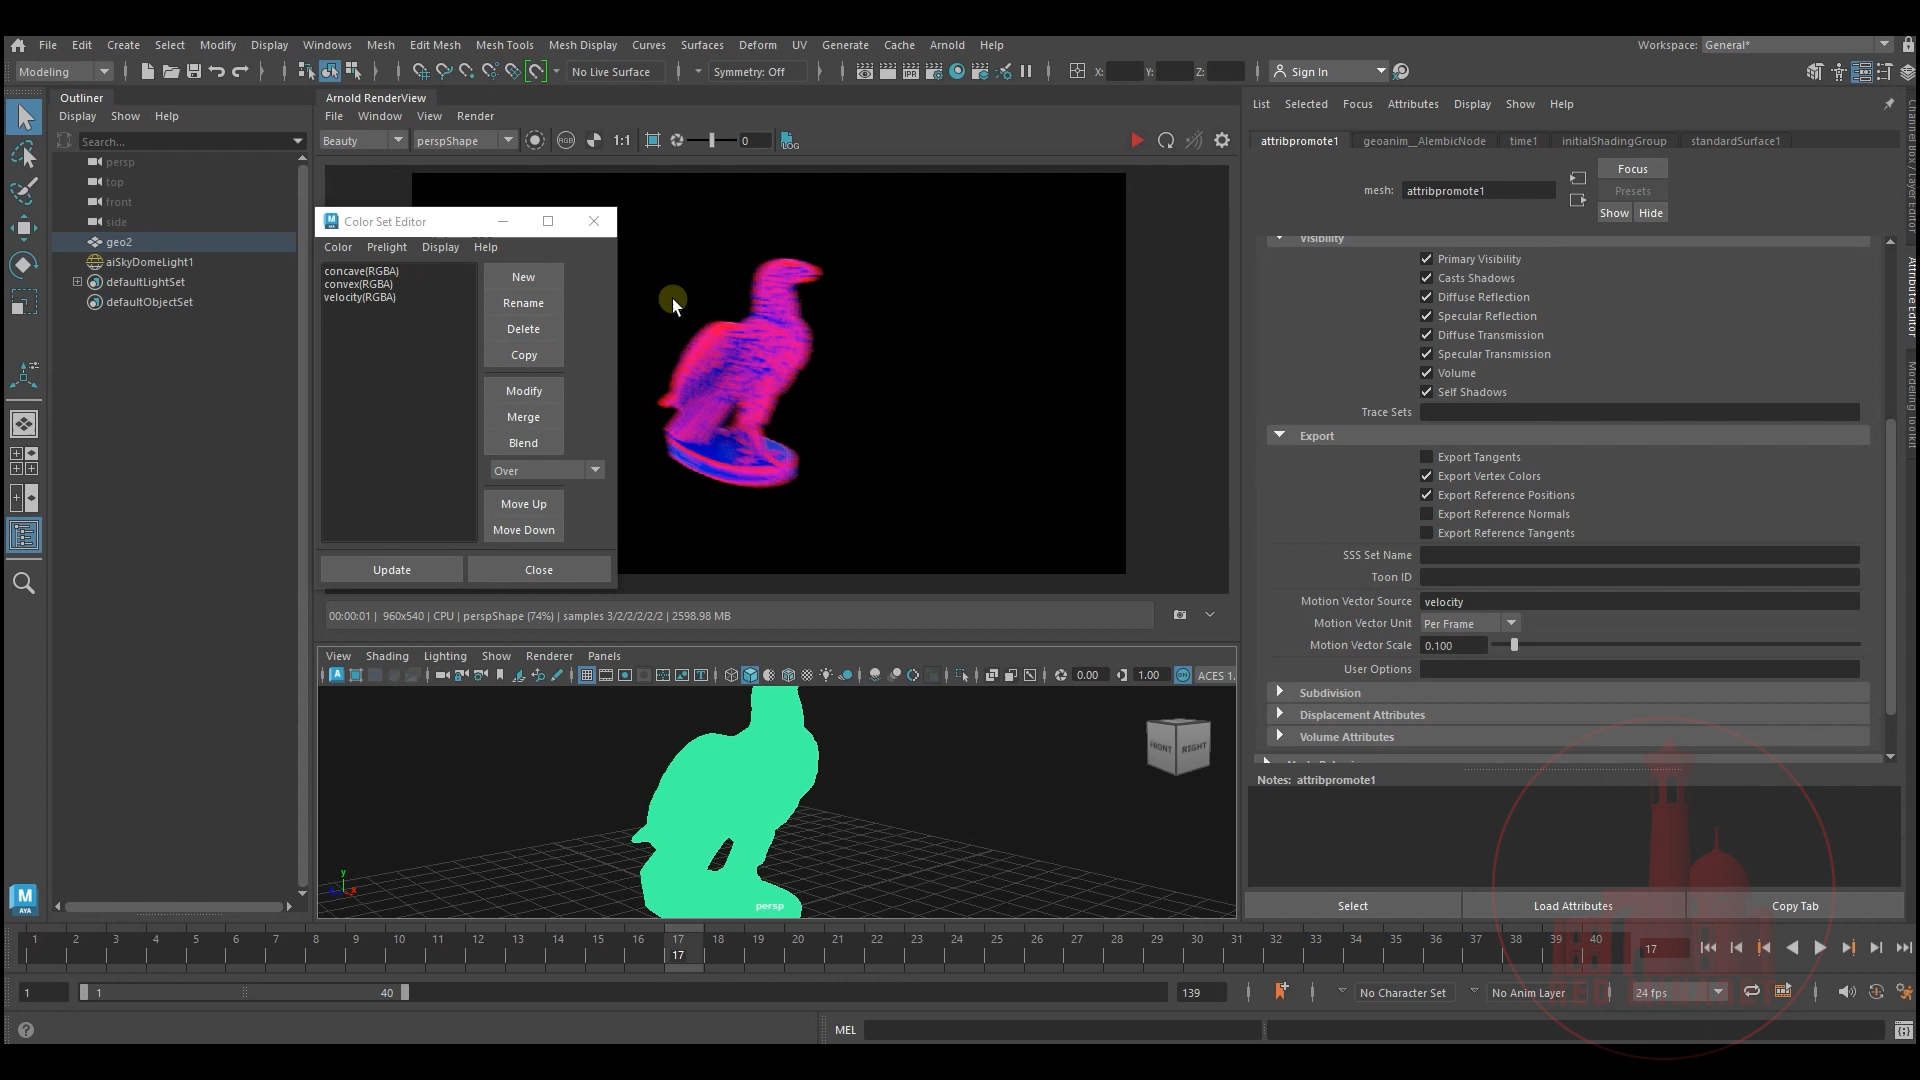 File Edit Create Select Modify Display Windows Mesh Edit Mesh Mesh Tools Mesh Display Curves Surfaces Deform UV Generate Cache Arnold Help
Workspace: General*
Modeling
No Live Surface
Symmetry: Off
X:
Y:
Z:
Sign In
Outliner
Display Show Help
Search...
persp
top
front
side
geo2
aiSkyDomeLight1
defaultLightSet
defaultObjectSet
Arnold RenderView
File Window View Render
Beauty
perspShape
1:1
0
LOG
Color Set Editor
Color Prelight Display Help
concave(RGBA)
convex(RGBA)
velocity(RGBA)
New
Rename
Delete
Copy
Modify
Merge
Blend
Over
Move Up
Move Down
Update
Close
00:00:01 | 960x540 | CPU | perspShape (74%) | samples 3/2/2/2/2/2 | 2598.98 MB
View Shading Lighting Show Renderer Panels
0.00
1.00
ACES 1.
FRONT
RIGHT
persp
y
x
List Selected Focus Attributes Display Show Help
attribpromote1 geoanim__AlembicNode time1 initialShadingGroup standardSurface1
mesh: attribpromote1
Focus
Presets
Show Hide
Visibility
Primary Visibility
Casts Shadows
Diffuse Reflection
Specular Reflection
Diffuse Transmission
Specular Transmission
Volume
Self Shadows
Trace Sets
Export
Export Tangents
Export Vertex Colors
Export Reference Positions
Export Reference Normals
Export Reference Tangents
SSS Set Name
Toon ID
Motion Vector Source velocity
Motion Vector Unit Per Frame
Motion Vector Scale 0.100
User Options
Subdivision
Displacement Attributes
Volume Attributes
Notes: attribpromote1
Select
Load Attributes
Copy Tab
Channel Box / Layer Editor
Attribute Editor
Modeling Toolkit
1 2 3 4 5 6 7 8 9 10 11 12 13 14 15 16 17 18 19 20 21 22 23 24 25 26 27 28 29 30 31 32 33 34 35 36 37 38 39 40
17
17
1
1
40
139
No Character Set
No Anim Layer
24 fps
MEL